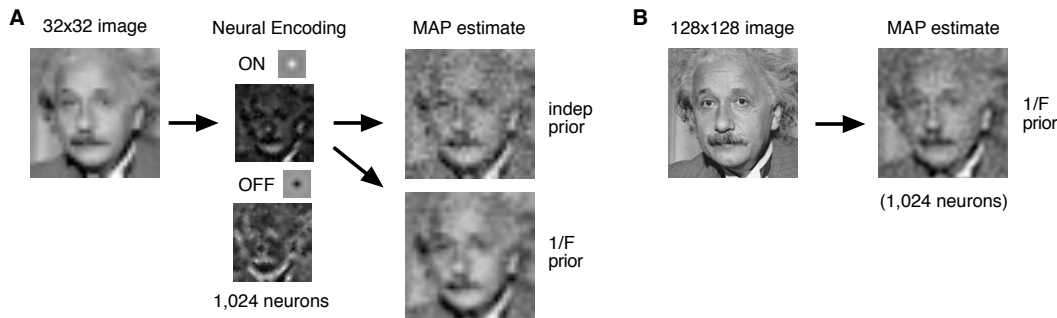 A
32x32 image
Neural Encoding
MAP estimate
ON
OFF
1,024 neurons
indep
prior
1/F
prior
B
128x128 image
MAP estimate
1/F
prior
(1,024 neurons)